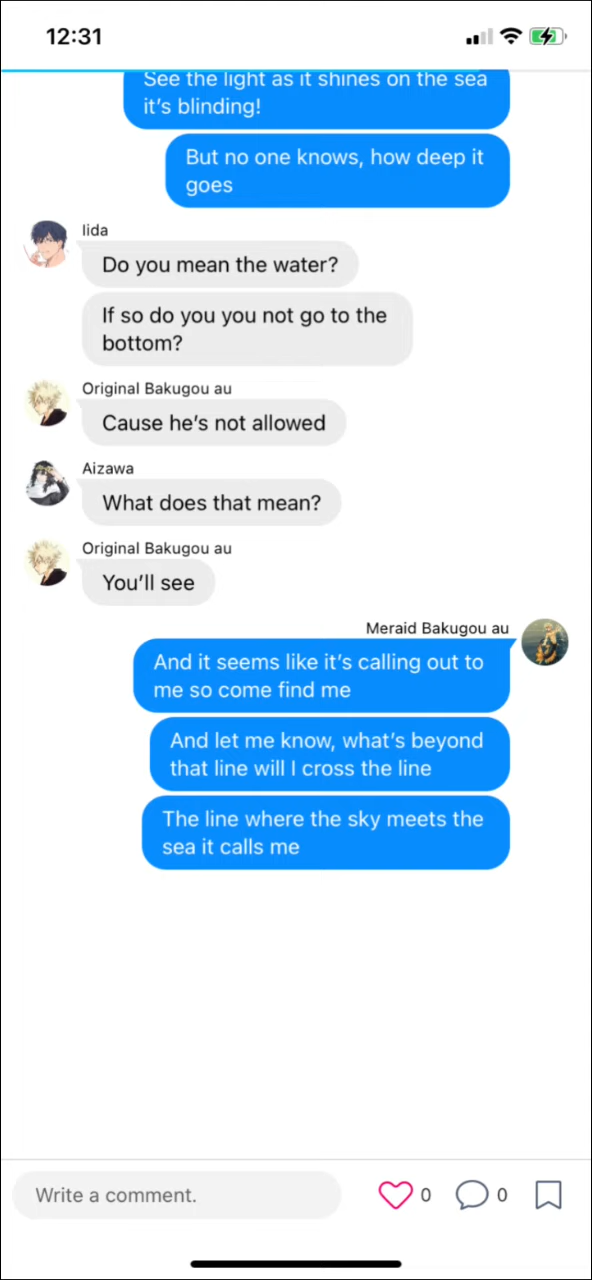 12:31
See the light as it shines on the sea
it's blinding!
But no one knows, how deep it
goes
Iida
Do you mean the water?
If so do you you not go to the
bottom?
Original Bakugou au
Cause he's not allowed
Aizawa
What does that mean?
Original Bakugou au
You'll see
Meraid Bakugou au
And it seems like it's calling out to
me so come find me
And let me know, what's beyond
that line will I cross the line
The line where the sky meets the
sea it calls me
Write a comment.
0
0